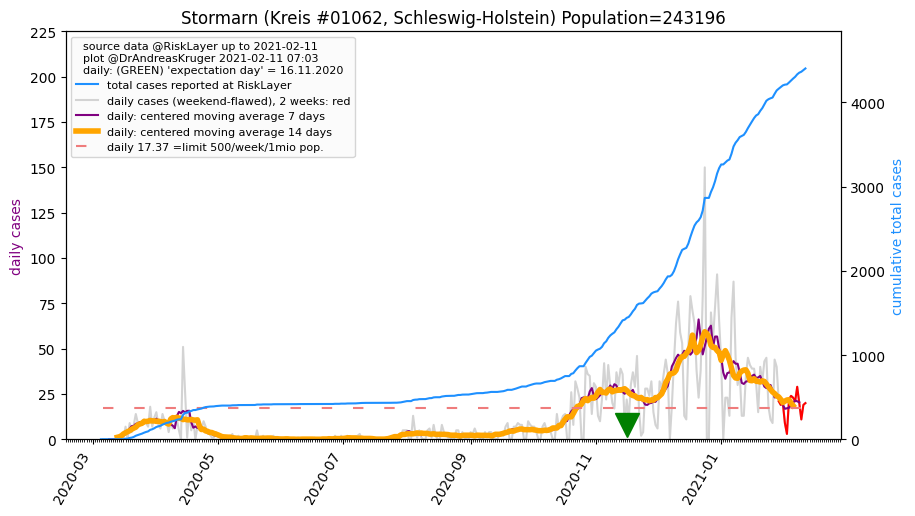 Stormarn (Kreis #01062, Schleswig-Holstein) Population=243196
source data @RiskLayer up to 2021-02-11
plot @DrAndreasKruger 2021-02-11 07:03
daily: (GREEN) 'expectation day' = 16.11.2020
total cases reported at RiskLayer
daily cases (weekend-flawed), 2 weeks: red
daily: centered moving average 7 days
daily: centered moving average 14 days
daily 17.37 =limit 500/week/1mio pop.
daily cases
225
200
175
150
125
100
75
50
25
0
cumulative total cases
4000
3000
2000
1000
0
2020-03
2020-05
2020-07
2020-09
2020-11
2021-01